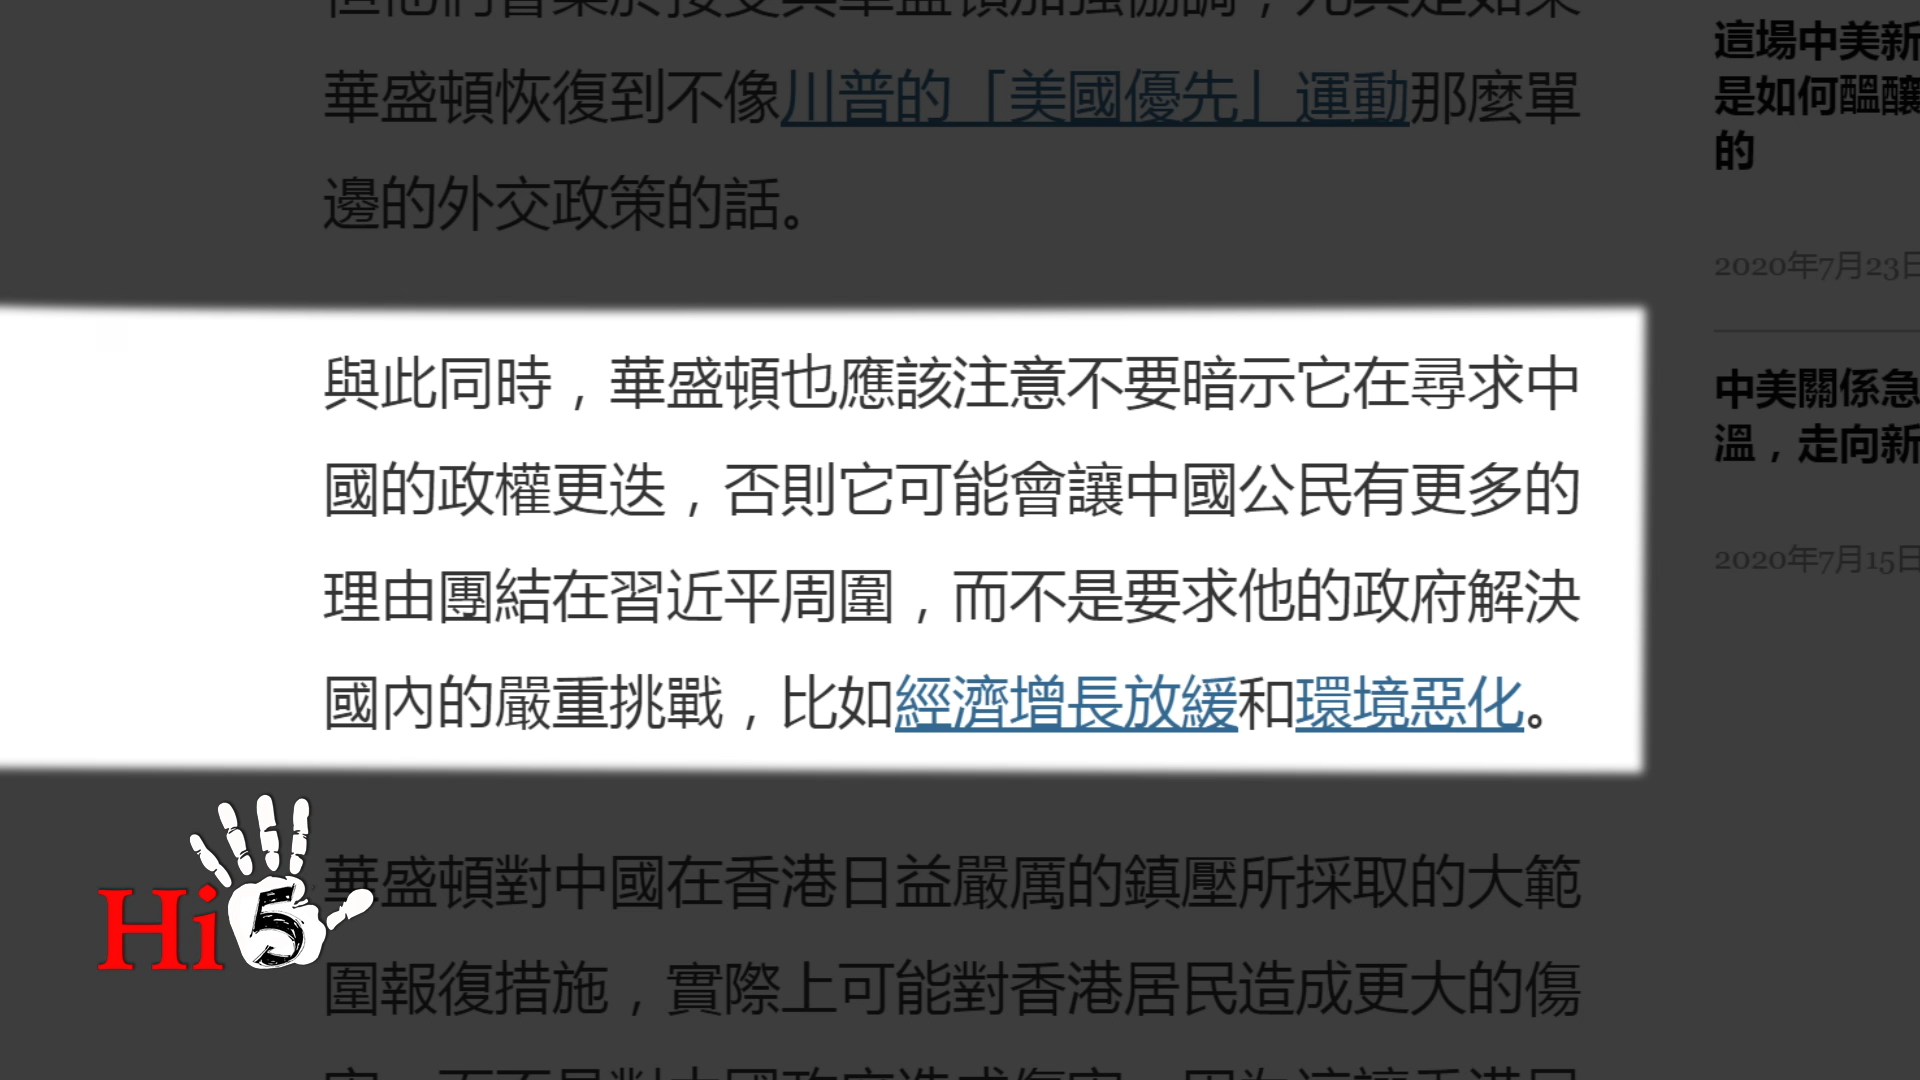 華盛頓恢復到不像川普的「美國優先」運動那麼單
邊的外交政策的話。
與此同時，華盛頓也應該注意不要暗示它在尋求中
國的政權更迭，否則它可能會讓中國公民有更多的
理由團結在習近平周圍，而不是要求他的政府解決
國內的嚴重挑戰，比如經濟增長放緩和環境惡化。
華盛頓對中國在香港日益嚴厲的鎮壓所採取的大範
圍報復措施，實際上可能對香港居民造成更大的傷
Hi 5
這場中美新
是如何醞釀
的
2020年7月23日
中美關係急
溫，走向新
2020年7月15日